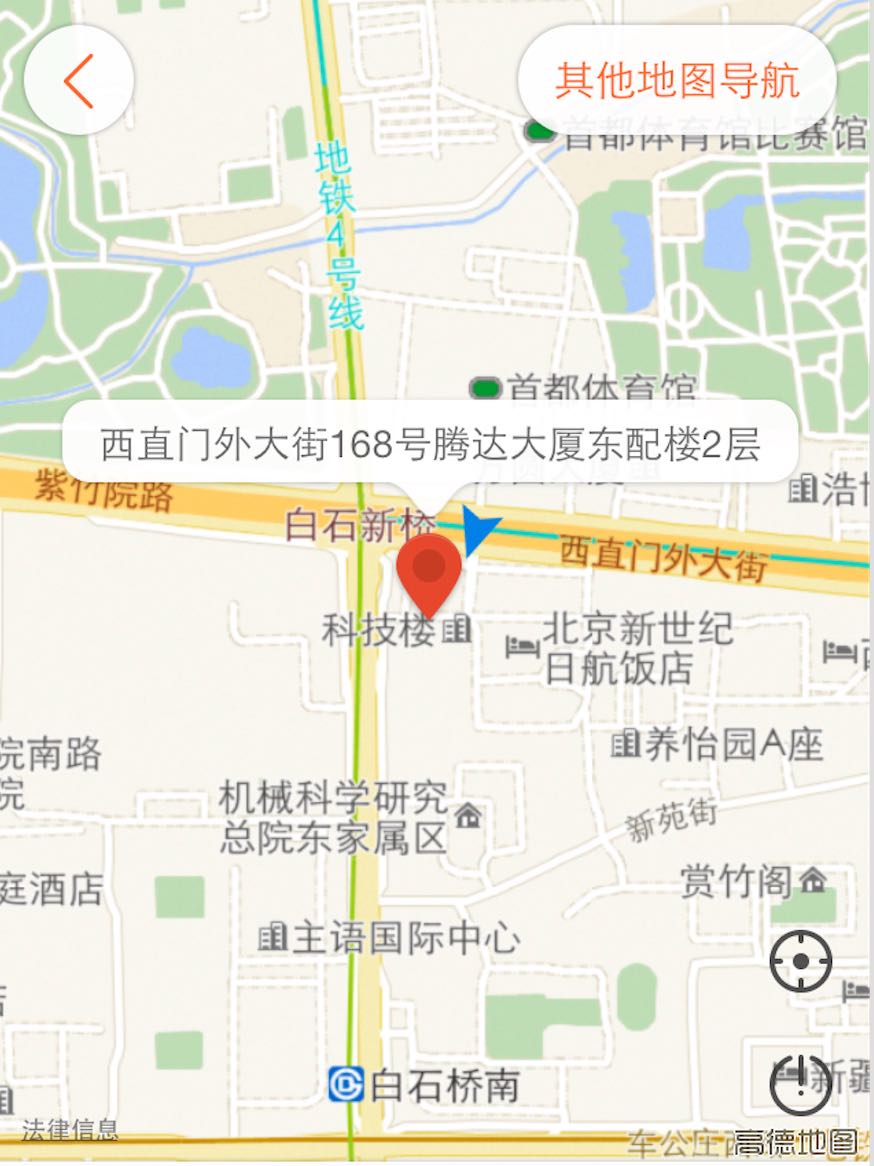 其他地图导航
首都体育馆比赛馆
地铁4号线
首都体育馆
西直门外大街168号腾达大厦东配楼2层
紫竹院路
浩
白石新桥
西直门外大街
科技楼
北京新世纪
日航饭店
院南路
院
养怡园A座
机械科学研究
总院东家属区
新苑街
庭酒店
赏竹阁
主语国际中心
白石桥南
新疆
法律信息
车公庄西
高德地图